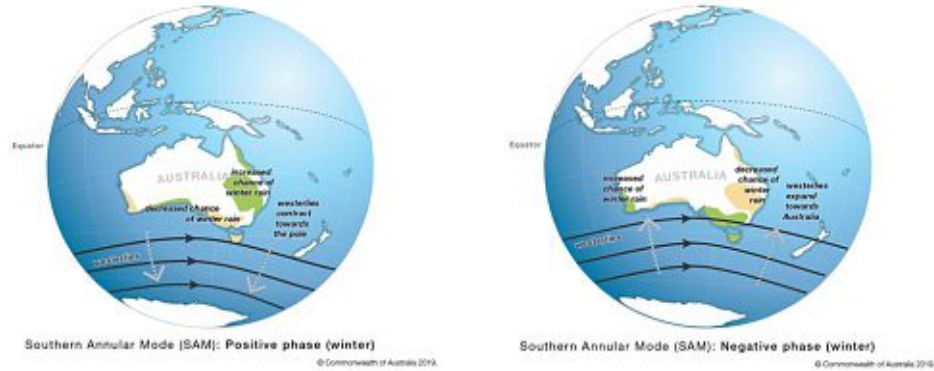 Equator
AUSTRALIA
increased
chance of
winter rain
decreased chance
of winter rain
westerlies
contract
towards
the pole
westerlies
Southern Annular Mode (SAM): Positive phase (winter)
© Commonwealth of Australia 2019.
Equator
AUSTRALIA
increased
chance of
winter rain
decreased
chance of
winter
rain
westerlies
expand
towards
Australia
westerlies
Southern Annular Mode (SAM): Negative phase (winter)
© Commonwealth of Australia 2019